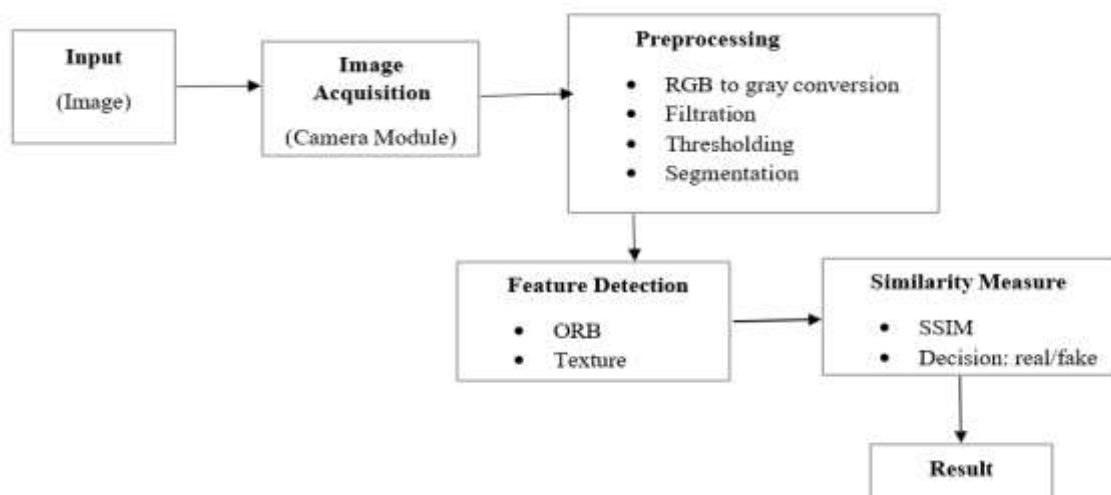 Input
(Image)
Image
Acquisition
(Camera Module)
Preprocessing
• RGB to gray conversion
• Filtration
• Thresholding
• Segmentation
Feature Detection
• ORB
• Texture
Similarity Measure
• SSIM
• Decision: real/fake
Result